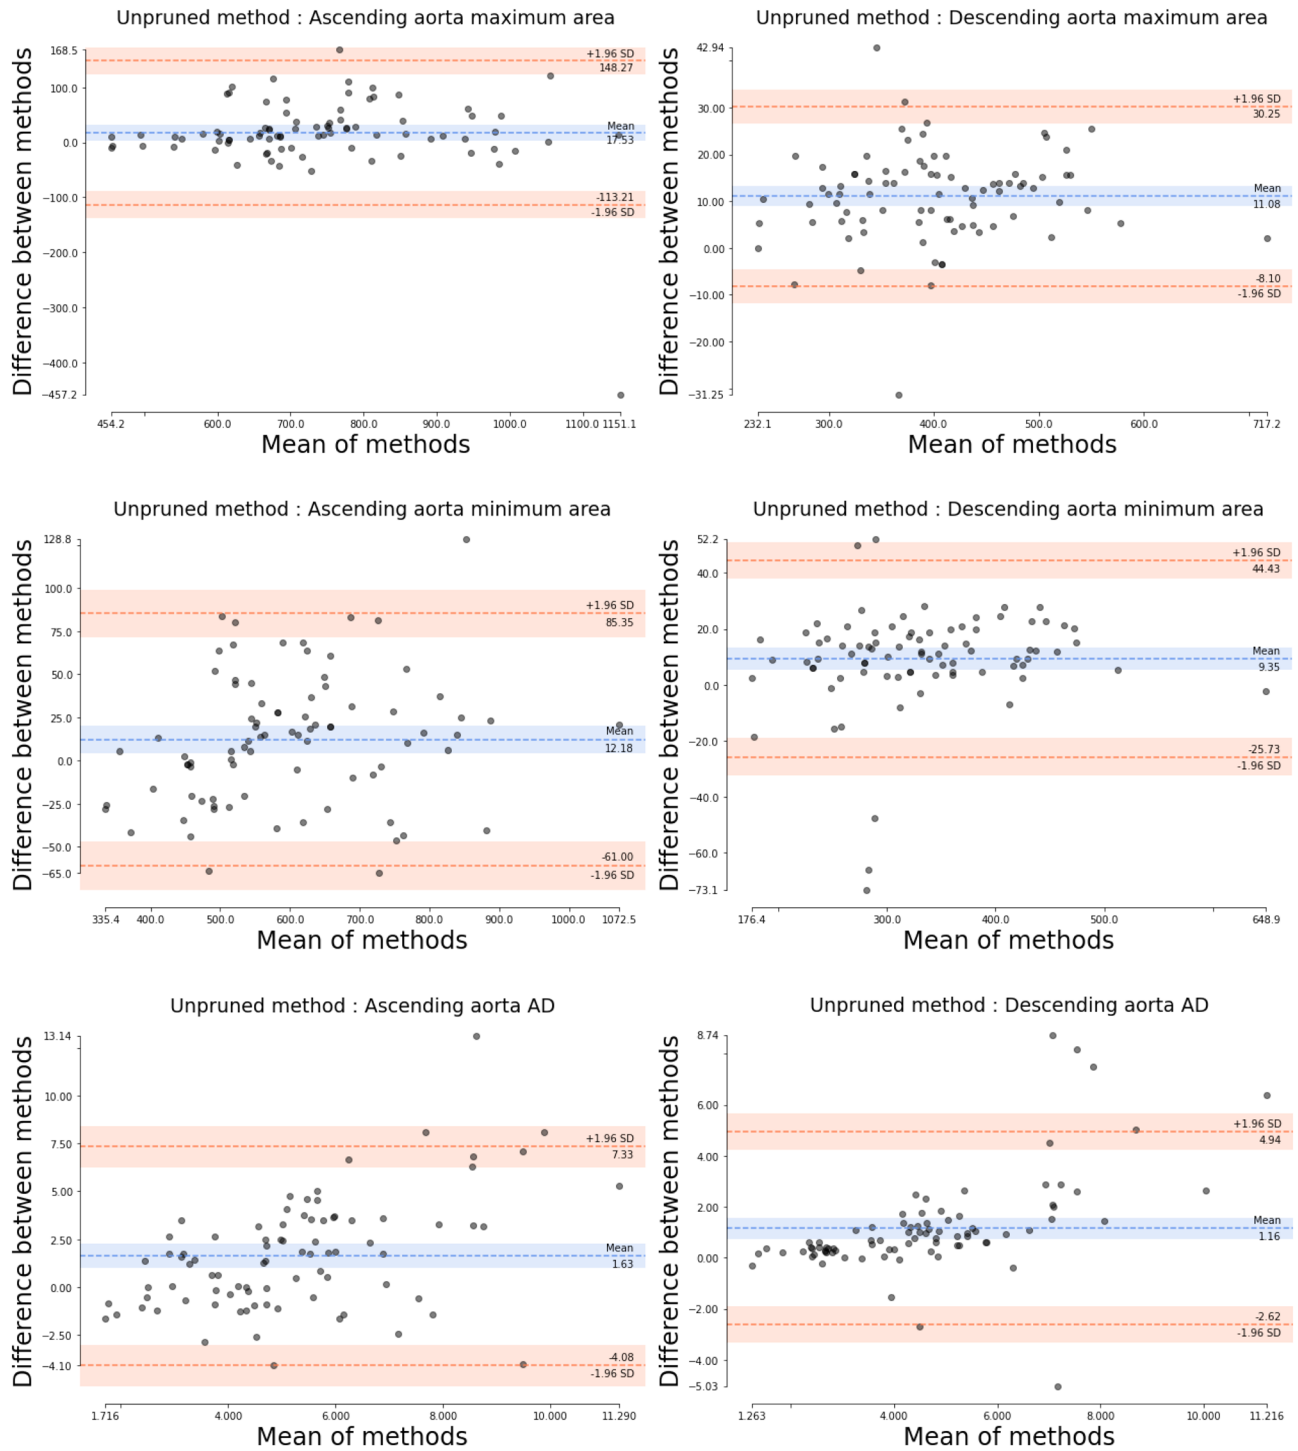 Unpruned method : Ascending aorta maximum area
Difference between methods
168.5
100.0
0.0
−100.0
−200.0
−300.0
−400.0
−457.2
+1.96 SD
148.27
Mean
17.53
-113.21
-1.96 SD
454.2
600.0
700.0
800.0
900.0
1000.0
1100.0
1151.1
Mean of methods
Unpruned method : Descending aorta maximum area
Difference between methods
42.94
30.00
20.00
10.00
0.00
−10.00
−20.00
−31.25
+1.96 SD
30.25
Mean
11.08
-8.10
-1.96 SD
232.1
300.0
400.0
500.0
600.0
717.2
Mean of methods
Unpruned method : Ascending aorta minimum area
Difference between methods
128.8
100.0
75.0
50.0
25.0
0.0
−25.0
−50.0
−65.0
+1.96 SD
85.35
Mean
12.18
-61.00
-1.96 SD
335.4
400.0
500.0
600.0
700.0
800.0
900.0
1000.0
1072.5
Mean of methods
Unpruned method : Descending aorta minimum area
Difference between methods
52.2
40.0
20.0
0.0
−20.0
−40.0
−60.0
−73.1
+1.96 SD
44.43
Mean
9.35
-25.73
-1.96 SD
176.4
300.0
400.0
500.0
648.9
Mean of methods
Unpruned method : Ascending aorta AD
Difference between methods
13.14
10.00
7.50
5.00
2.50
0.00
−2.50
−4.10
+1.96 SD
7.33
Mean
1.63
-4.08
-1.96 SD
1.716
4.000
6.000
8.000
10.000
11.290
Mean of methods
Unpruned method : Descending aorta AD
Difference between methods
8.74
6.00
4.00
2.00
0.00
−2.00
−4.00
−5.03
+1.96 SD
4.94
Mean
1.16
-2.62
-1.96 SD
1.263
4.000
6.000
8.000
10.000
11.216
Mean of methods